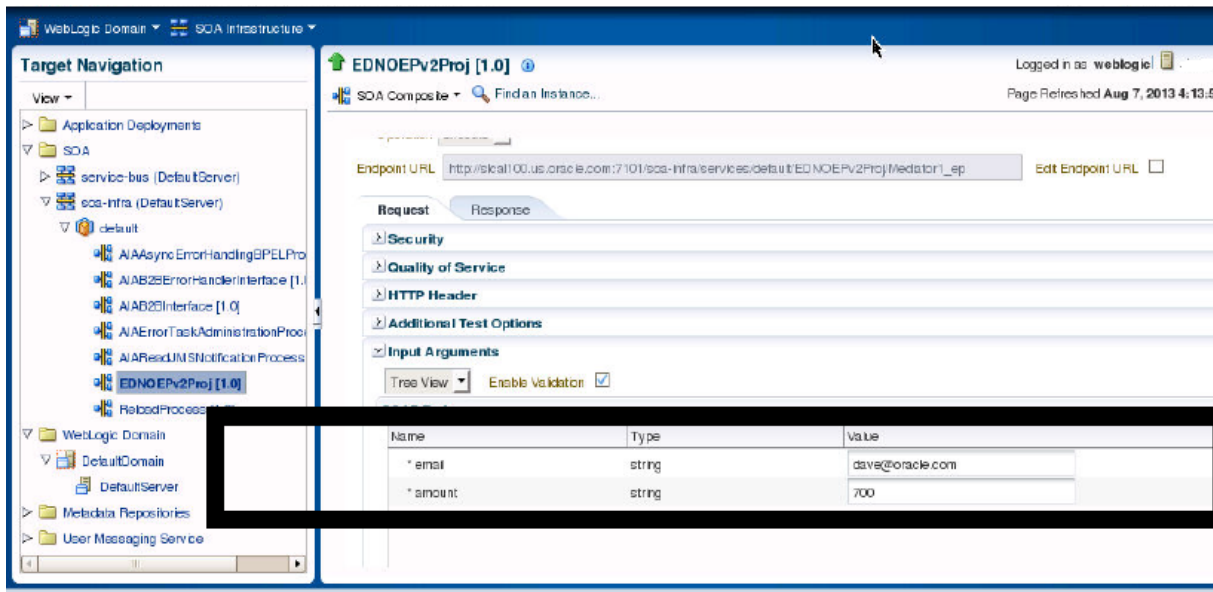 WebLogic Domain SOA Infrastructure
Target Navigation
View
Application Deployments
SOA
service-bus (DefaultServer)
soa-infra (DefaultServer)
default
AIAAsyncErrorHandlingBPELPro
AIAB2BErrorHandlerInterface [1.
AIAB2BInterface [1.0]
AIAErrorTaskAdministrationProc
AIAReadJMSNotificationProcess
EDNOEPv2Proj [1.0]
ReloadProcess
WebLogic Domain
DefaultDomain
DefaultServer
Metadata Repositories
User Messaging Service
EDNOEPv2Proj [1.0]
Logged in as weblogic
SOA Composite Find an Instance...
Page Refreshed Aug 7, 2013 4:13:5
Endpoint URL http://slcal100.us.oracle.com:7101/soa-infra/services/default/EDNOEPv2Proj/Mediator1_ep Edit Endpoint URL
Request Response
Security
Quality of Service
HTTP Header
Additional Test Options
Input Arguments
Tree View Enable Validation
Name Type Value
* email string dave@oracle.com
* amount string 700